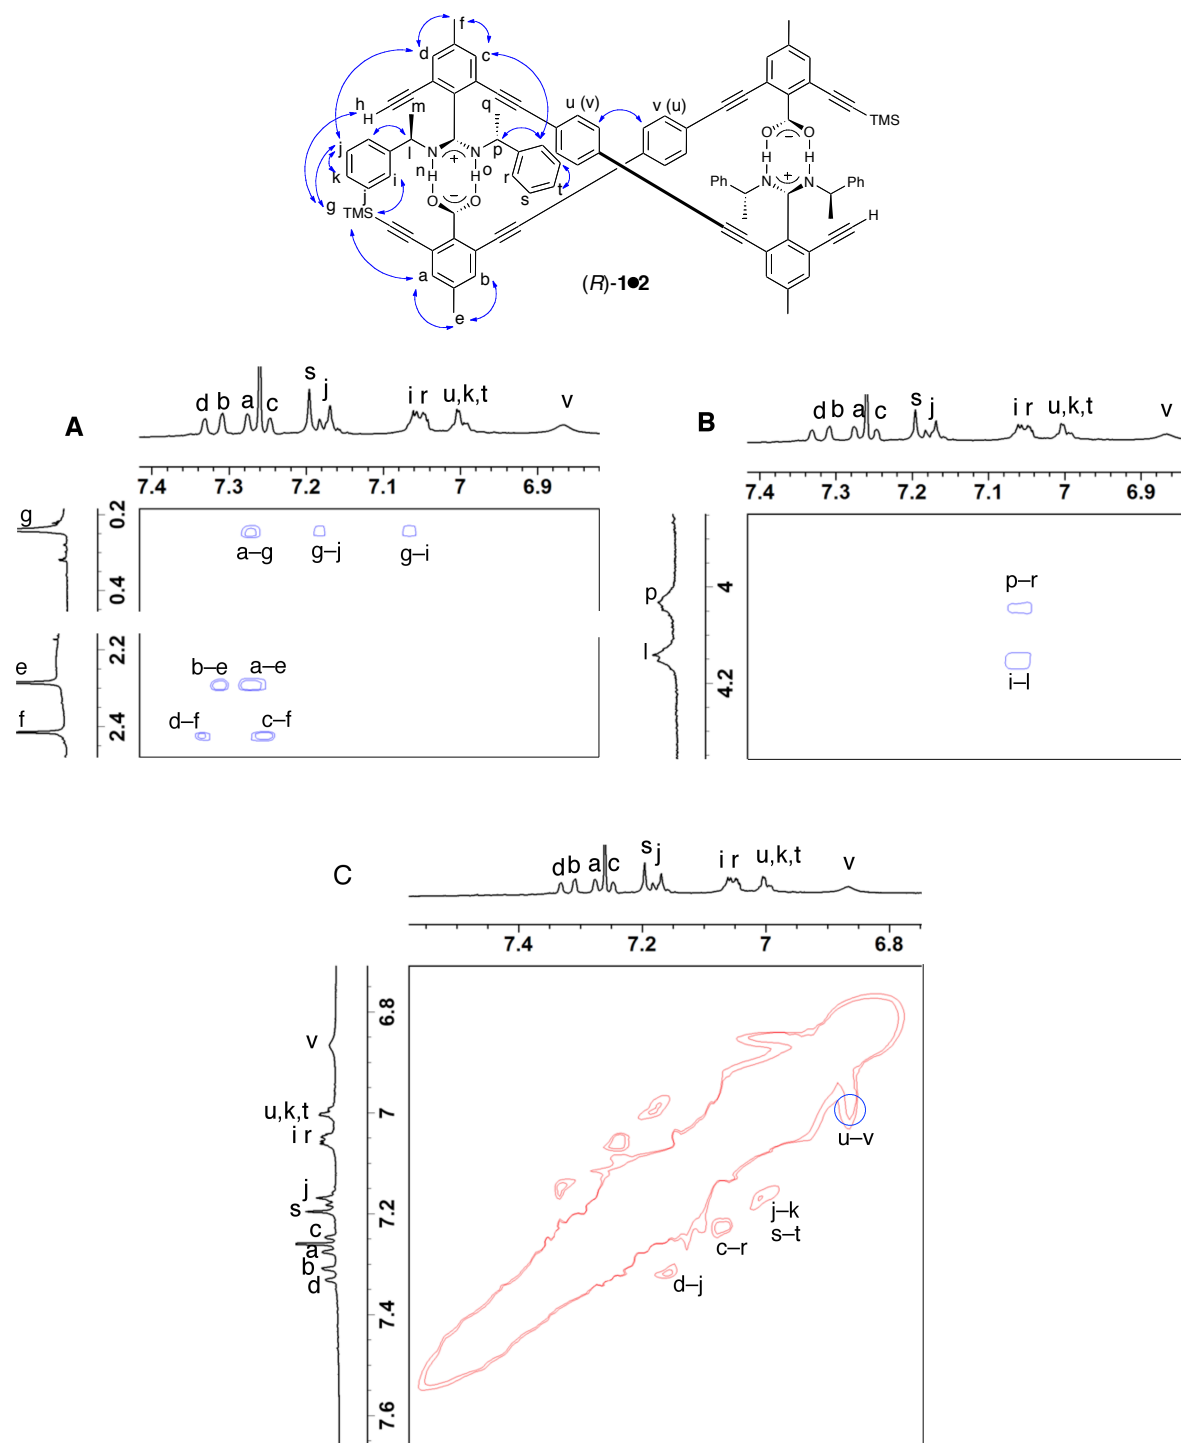 f
d
c
h
H
m
q
u (v)
v (u)
TMS
O
O
H
H
j
l
N
N
p
n
H
H
o
k
i
r
t
s
g
j
TMS
O
O
Ph
N
N
Ph
H
a
b
e
(R)-1•2
A
d b a c s j i r u,k,t v
7.4 7.3 7.2 7.1 7 6.9
g
0.2
0.4
a–g
g–j
g–i
e
f
2.2
2.4
b–e
a–e
d–f
c–f
B
d b a c s j i r u,k,t v
7.4 7.3 7.2 7.1 7 6.9
p
l
4
4.2
p–r
i–l
C
d b a c s j i r u,k,t v
7.4 7.2 7 6.8
v
u,k,t
i r
j
s
c
a
b
d
6.8
7
7.2
7.4
7.6
u–v
j–k
s–t
c–r
d–j